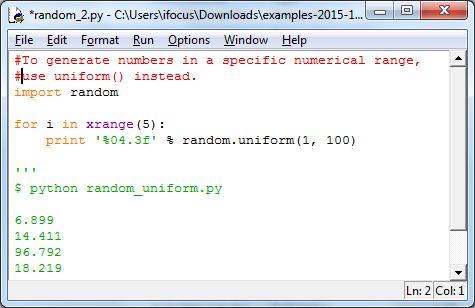 *random_2.py - C:\Users\ifocus\Downloads\examples-2015-1...
File Edit Format Run Options Windows Help
#To generate numbers in a specific numerical range,
#use uniform() instead.
import random
for i in xrange(5):
print '%04.3f' % random.uniform(1, 100)
'''
$ python random_uniform.py
6.899
14.411
96.792
18.219
Ln: 2 Col: 1